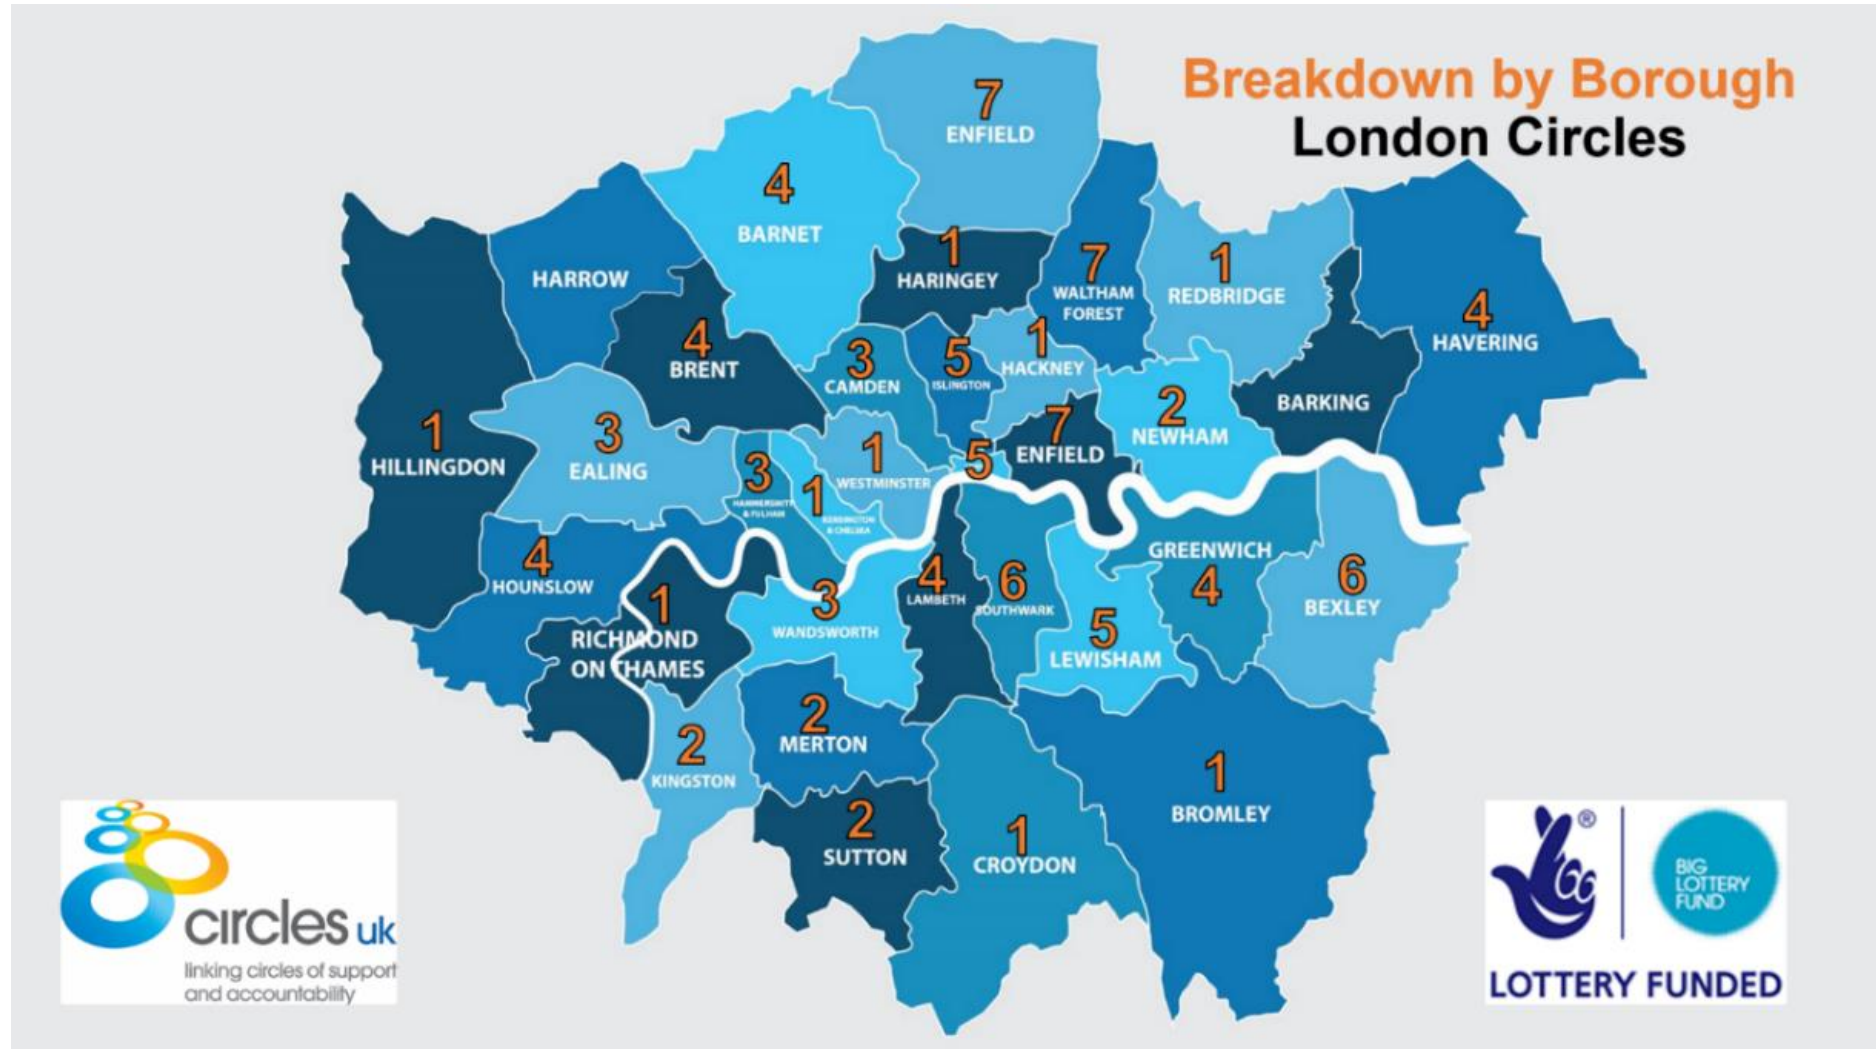 Breakdown by Borough
London Circles
7
ENFIELD
4
BARNET
HARROW
1
HARINGEY
7
WALTHAM
FOREST
1
REDBRIDGE
4
HAVERING
4
BRENT
3
CAMDEN
5
ISLINGTON
1
HACKNEY
BARKING
1
HILLINGDON
3
EALING
3
HAMMERSMITH
& FULHAM
1
KENSINGTON
& CHELSEA
1
WESTMINSTER
5
7
ENFIELD
2
NEWHAM
4
HOUNSLOW
1
RICHMOND
ON THAMES
3
WANDSWORTH
4
LAMBETH
6
SOUTHWARK
5
LEWISHAM
GREENWICH
4
6
BEXLEY
2
KINGSTON
2
MERTON
2
SUTTON
1
CROYDON
1
BROMLEY
circles uk
linking circles of support
and accountability
®
BIG
LOTTERY
FUND
LOTTERY FUNDED